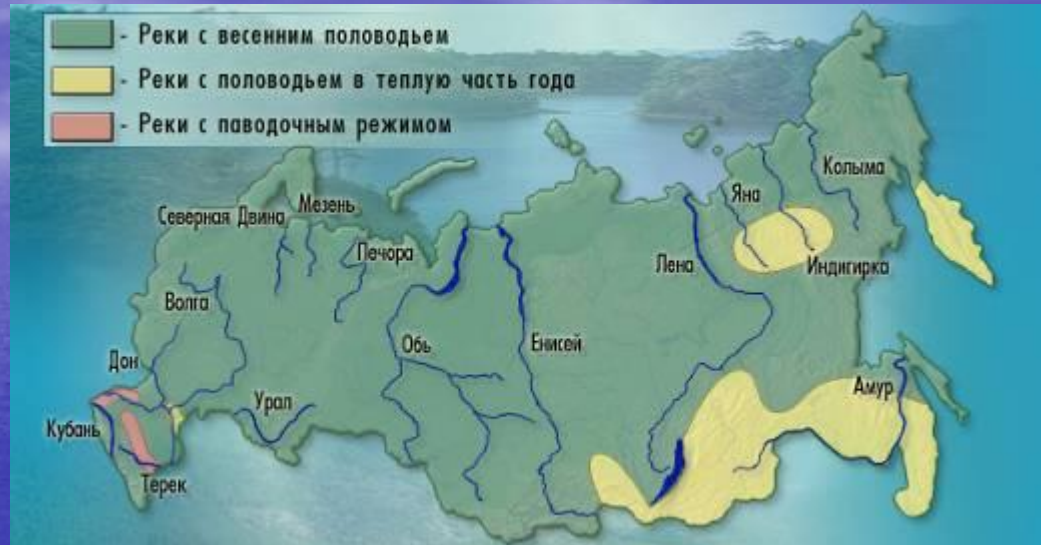 - Реки с весенним половодьем
- Реки с половодьем в теплую часть года
- Реки с паводочным режимом
Колыма
Яна
Мезень
Северная Двина
Печора
Лена
Индигирка
Волга
Обь
Енисей
Дон
Амур
Урал
Кубань
Терек